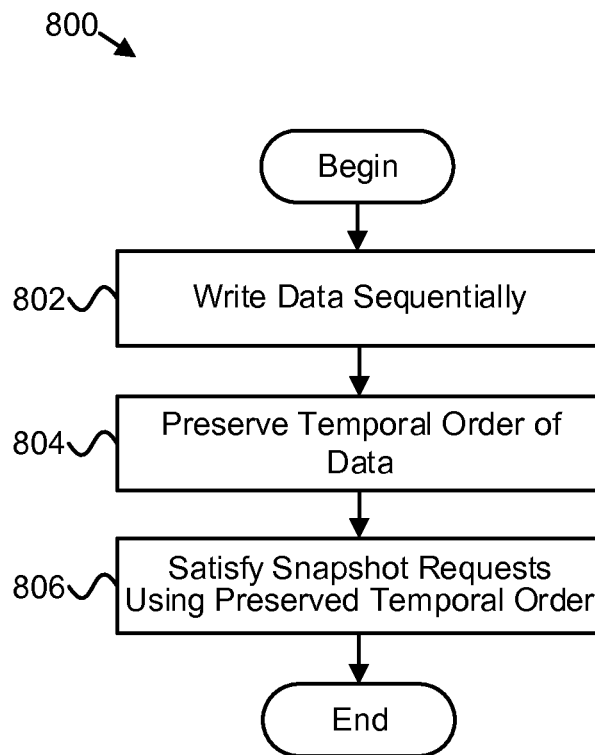 800
Begin
802
Write Data Sequentially
804
Preserve Temporal Order of
Data
806
Satisfy Snapshot Requests
Using Preserved Temporal Order
End